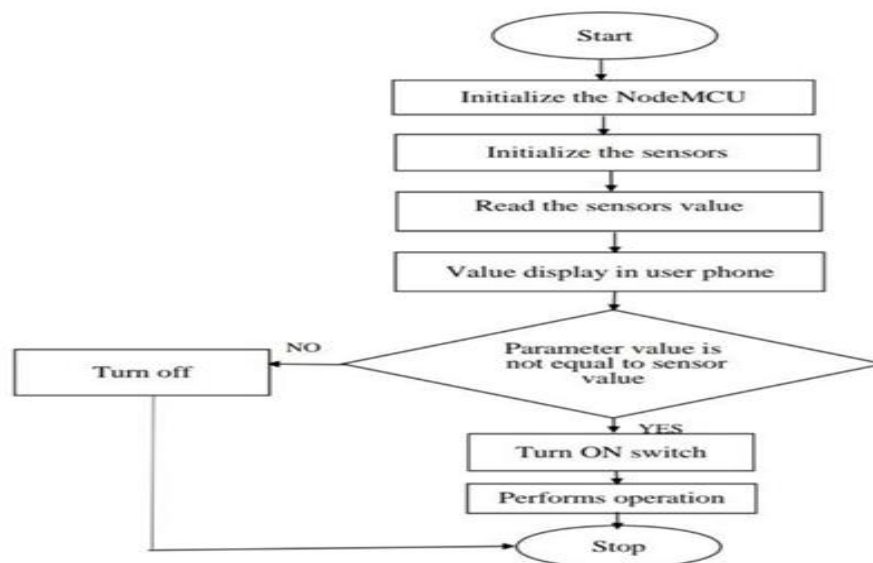 Start
Initialize the NodeMCU
Initialize the sensors
Read the sensors value
Value display in user phone
Parameter value is
not equal to sensor
value
NO
Turn off
YES
Turn ON switch
Performs operation
Stop